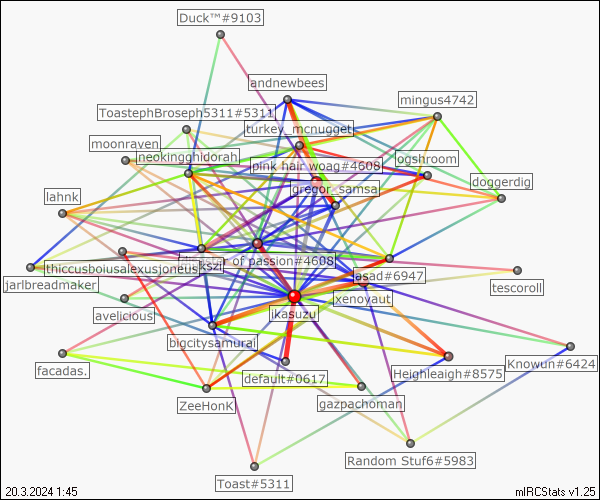 Duck™#9103
andnewbees
mingus4742
ToastephBroseph5311#5311
turkey_mcnugget
moonraven
neokingghidorah
pink hair woag#4608
ogshroom
doggerdig
gregor_samsa
lahnk
of passion#4608
asad#6947
thiccusboiusalexusjoneus
jarlbreadmaker
tescoroll
xenoyaut
avelicious
ikasuzu
bigcitysamurai
facadas.
default#0617
Heighleaigh#8575
Knowun#6424
ZeeHonk!
gazpachoman
Random Stuf6#5983
Toast#5311
20.3.2024 1:45
mIRCStats v1.25